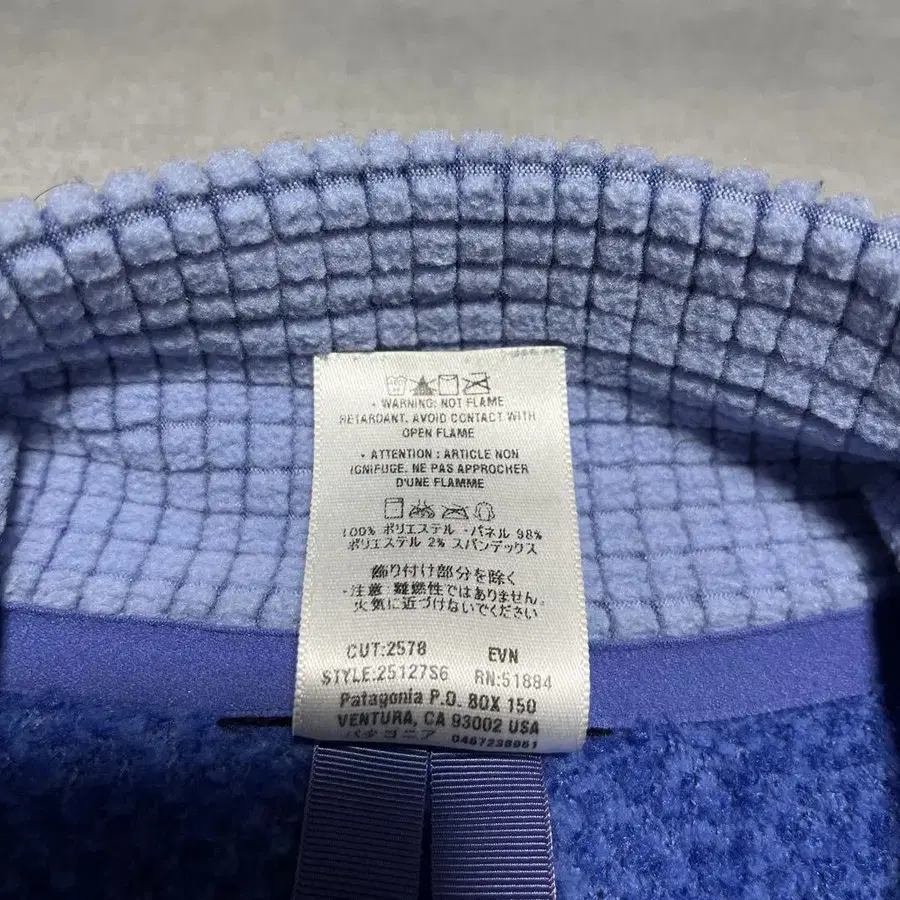 • WARNING: NOT FLAME
RETARDANT. AVOID CONTACT WITH
OPEN FLAME
• ATTENTION : ARTICLE NON
IGNIFUGE. NE PAS APPROCHER
D'UNE FLAMME
100% ポリエステル ・パネル 98%
ポリエステル 2% スパンデックス
飾り付け部分を除く
・注意: 難燃性ではありません。
火気に近づけないでください
CUT:2578 EVN
STYLE:25127S6 RN:51884
Patagonia P.O. BOX 150
VENTURA, CA 93002 USA
パタゴニア 0467238961